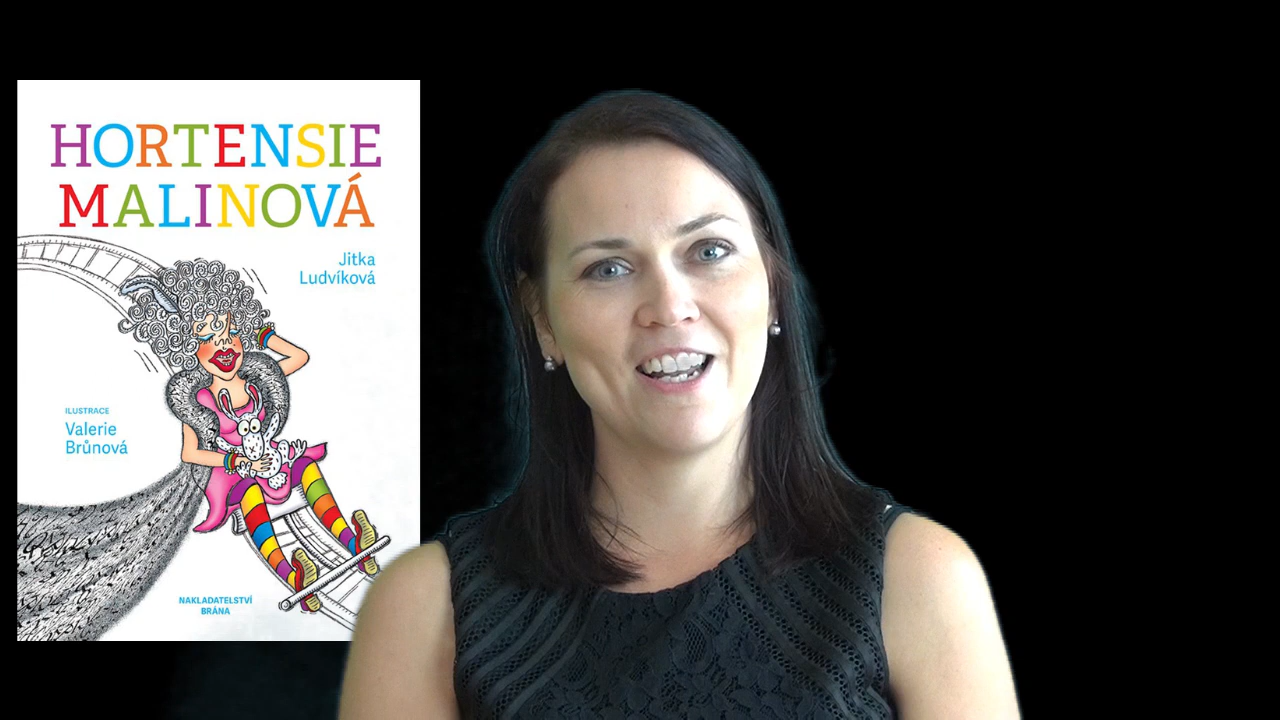 HORTENSIE
MALINOVÁ
Jitka
Ludvíková
ILUSTRACE
Valerie
Brůnová
NAKLADATELSTVÍ
BRÁNA